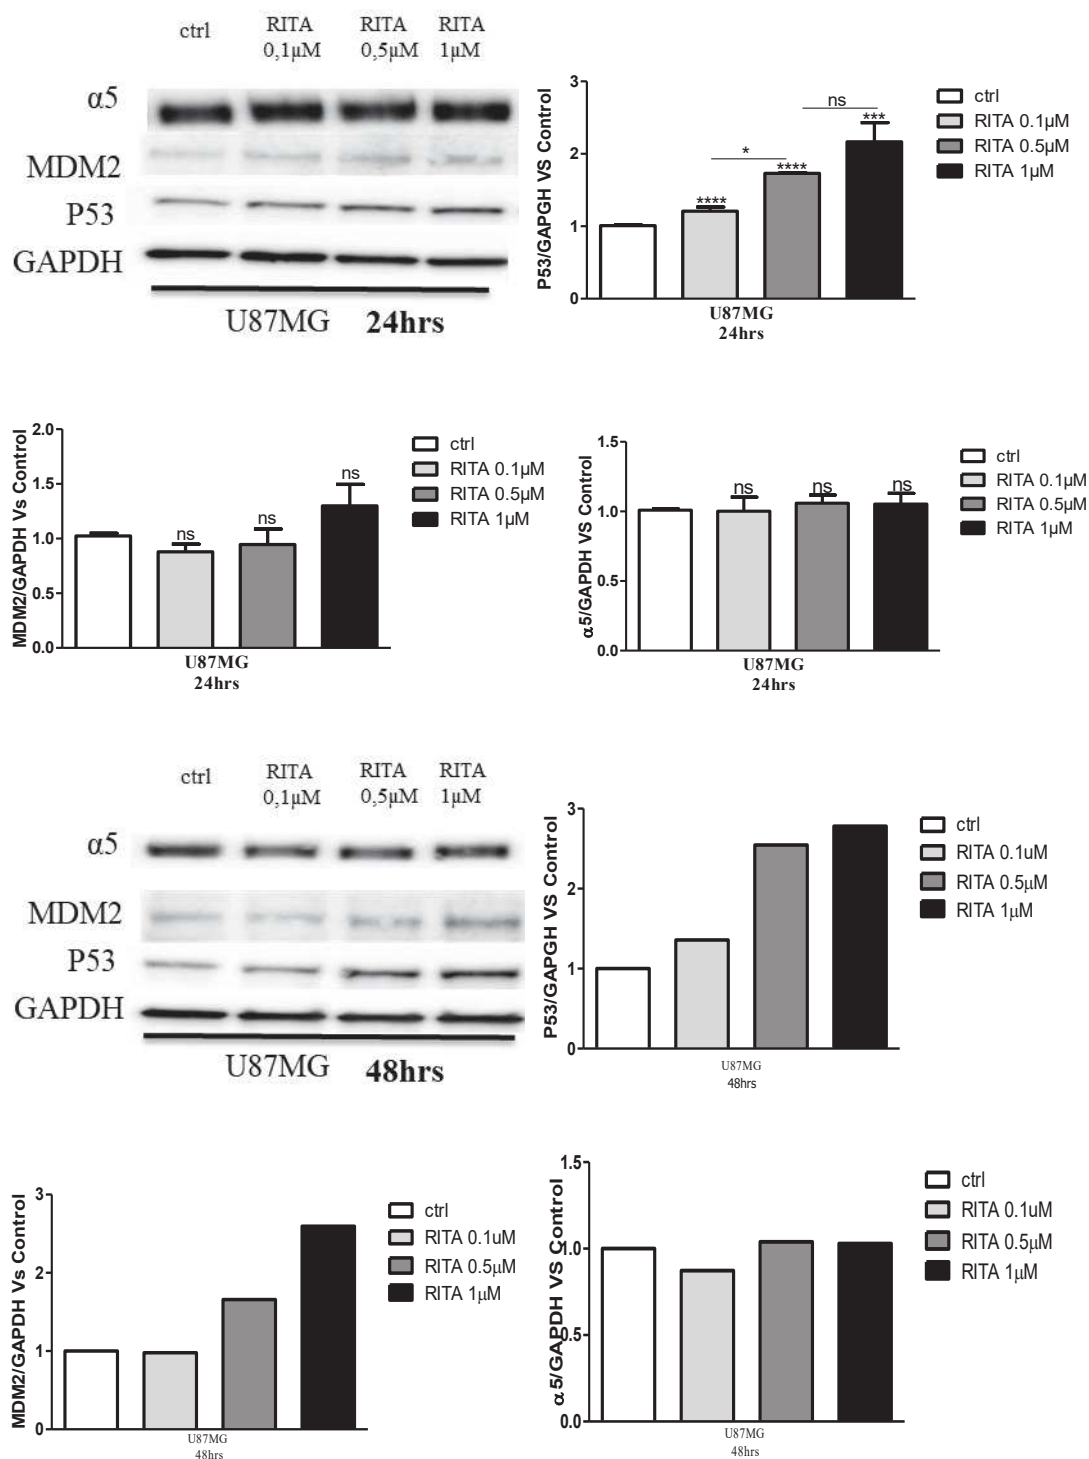 ctrl
RITA
0,1µM
RITA
0,5µM
RITA
1µM
α5
MDM2
P53
GAPDH
U87MG 24hrs
P53/GAPGH VS Control
3
2
1
0
****
*
****
ns
***
U87MG
24hrs
ctrl
RITA 0.1µM
RITA 0.5µM
RITA 1µM
MDM2/GAPDH Vs Control
2.0
1.5
1.0
0.5
0.0
ns
ns
ns
U87MG
24hrs
ctrl
RITA 0.1µM
RITA 0.5µM
RITA 1µM
α5/GAPDH VS Control
1.5
1.0
0.5
0.0
ns
ns
ns
U87MG
24hrs
ctrl
RITA 0.1µM
RITA 0.5µM
RITA 1µM
ctrl
RITA
0,1µM
RITA
0,5µM
RITA
1µM
α5
MDM2
P53
GAPDH
U87MG 48hrs
P53/GAPGH VS Control
3
2
1
0
U87MG
48hrs
ctrl
RITA 0.1uM
RITA 0.5µM
RITA 1µM
MDM2/GAPDH Vs Control
3
2
1
0
U87MG
48hrs
ctrl
RITA 0.1uM
RITA 0.5µM
RITA 1µM
α5/GAPDH VS Control
1.5
1.0
0.5
0.0
U87MG
48hrs
ctrl
RITA 0.1uM
RITA 0.5µM
RITA 1µM